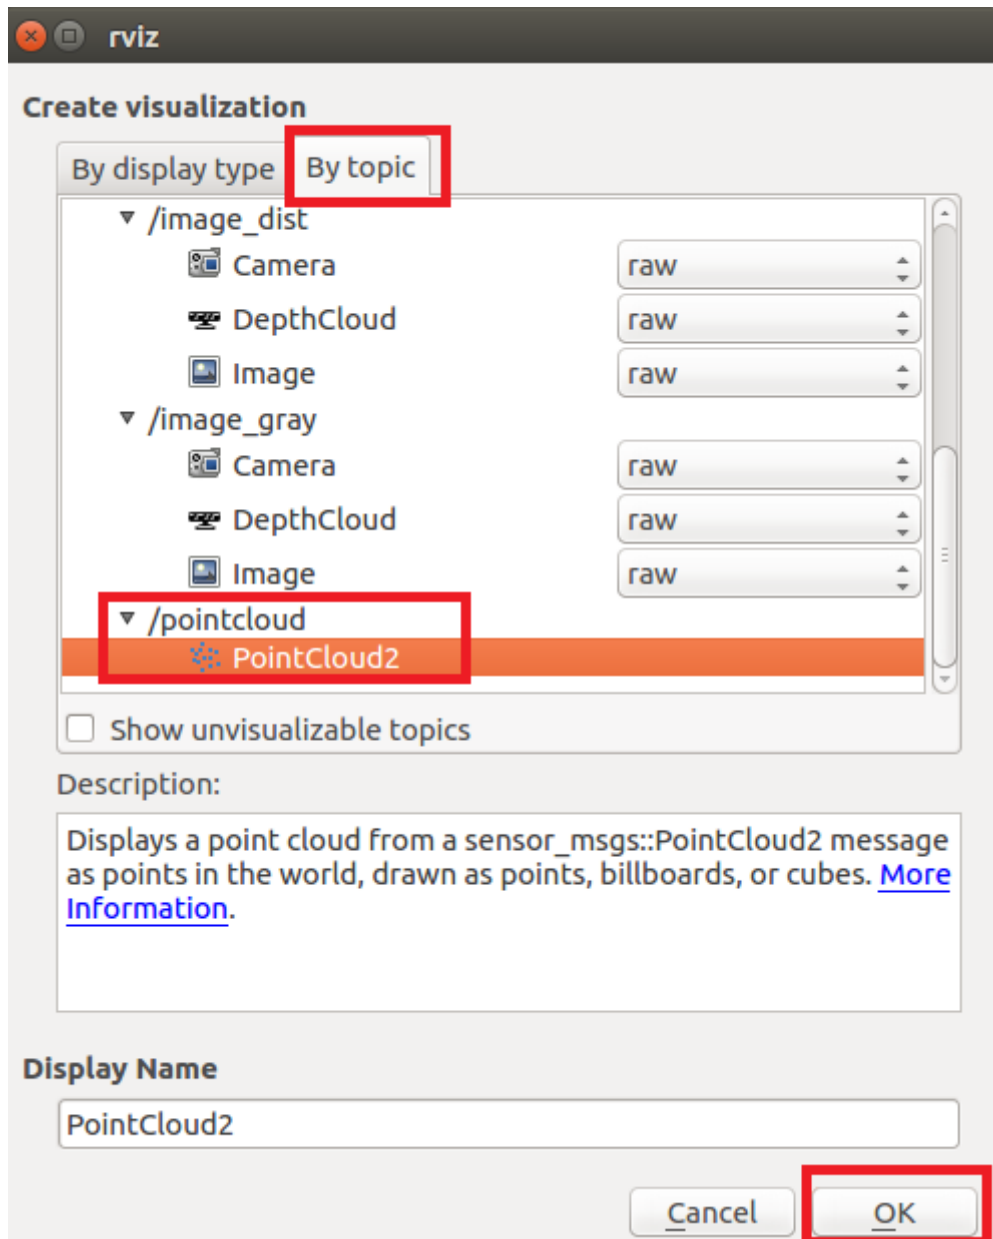 rviz
Create visualization
By display type
By topic
/image_dist
Camera raw
DepthCloud raw
Image raw
/image_gray
Camera raw
DepthCloud raw
Image raw
/pointcloud
PointCloud2
Show unvisualizable topics
Description:
Displays a point cloud from a sensor_msgs::PointCloud2 message
as points in the world, drawn as points, billboards, or cubes. More
Information.
Display Name
PointCloud2
Cancel
OK